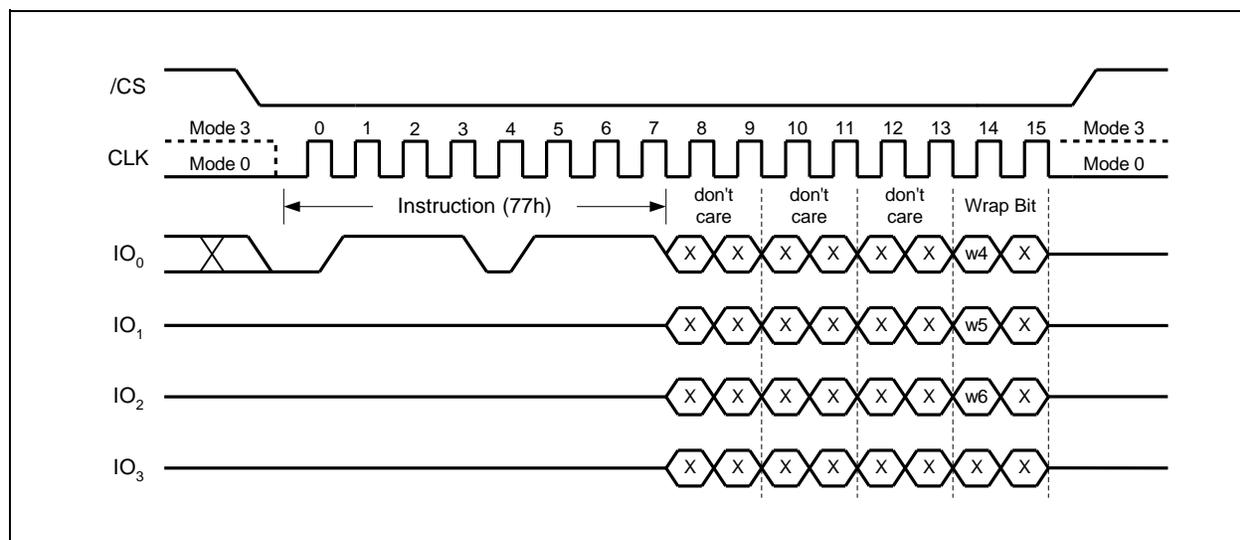 /CS
Mode 3 0 1 2 3 4 5 6 7 8 9 10 11 12 13 14 15 Mode 3
CLK
Mode 0 Mode 0
Instruction (77h) don't care don't care don't care Wrap Bit
IO0 X X X X X X w4 X
IO1 X X X X X X w5 X
IO2 X X X X X X w6 X
IO3 X X X X X X X X